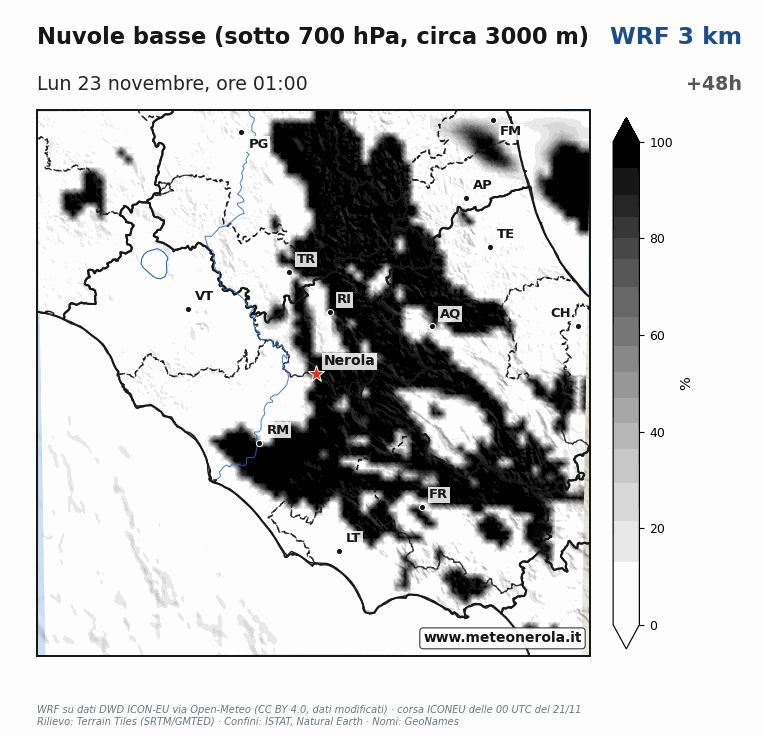 Nuvole basse (sotto 700 hPa, circa 3000 m) WRF 3 km
Lun 23 novembre, ore 01:00 +48h
FM
PG
AP
TE
TR
VT
RI
AQ
CH
Nerola
RM
FR
LT
www.meteonerola.it
100
80
60
40
20
0
%
WRF su dati DWD ICON-EU via Open-Meteo (CC BY 4.0, dati modificati) · corsa ICONEU delle 00 UTC del 21/11
Rilievo: Terrain Tiles (SRTM/GMTED) · Confini: ISTAT, Natural Earth · Nomi: GeoNames